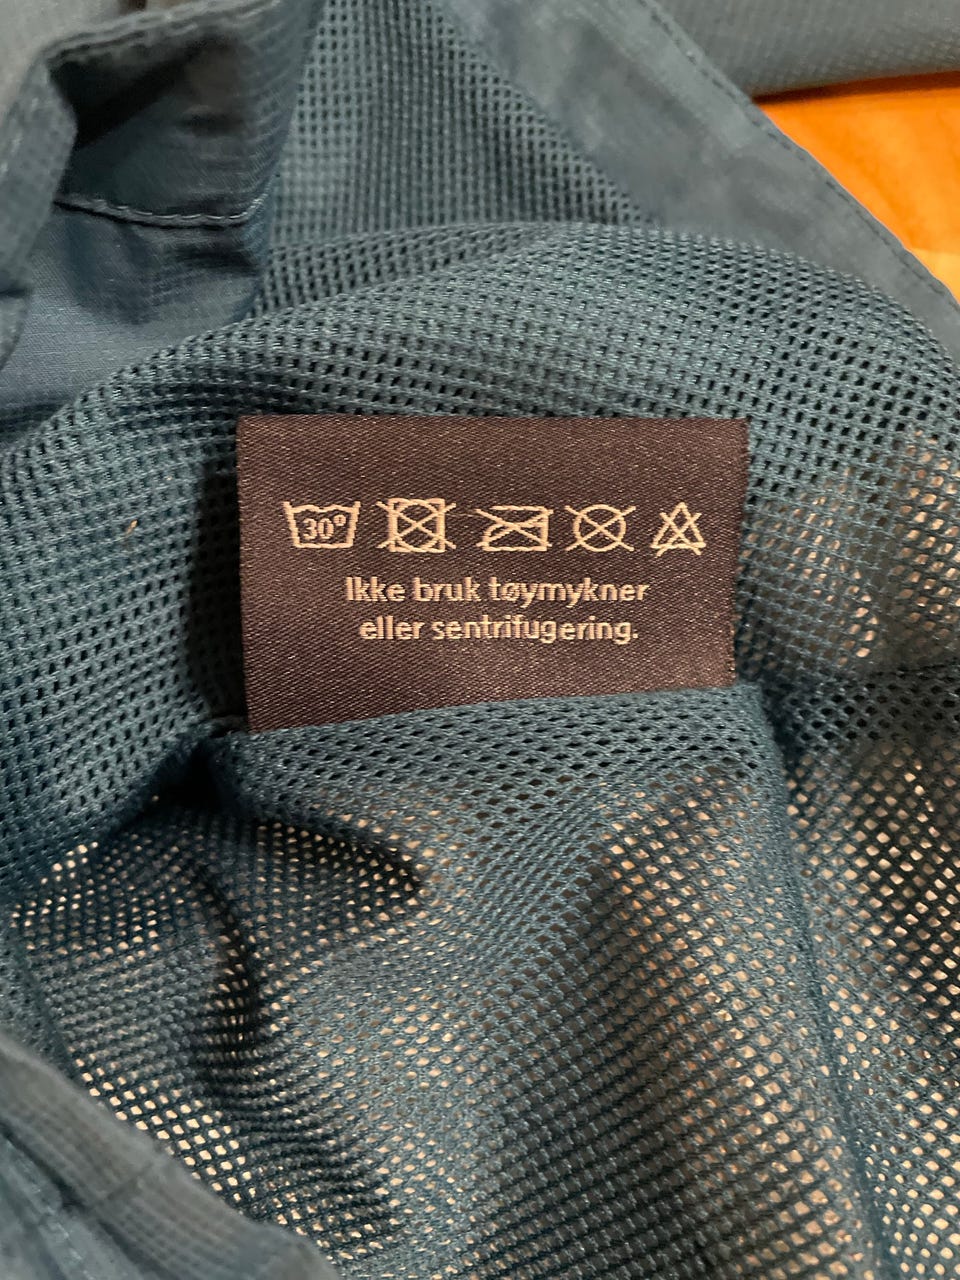 30°
Ikke bruk tøymykner
eller sentrifugering.